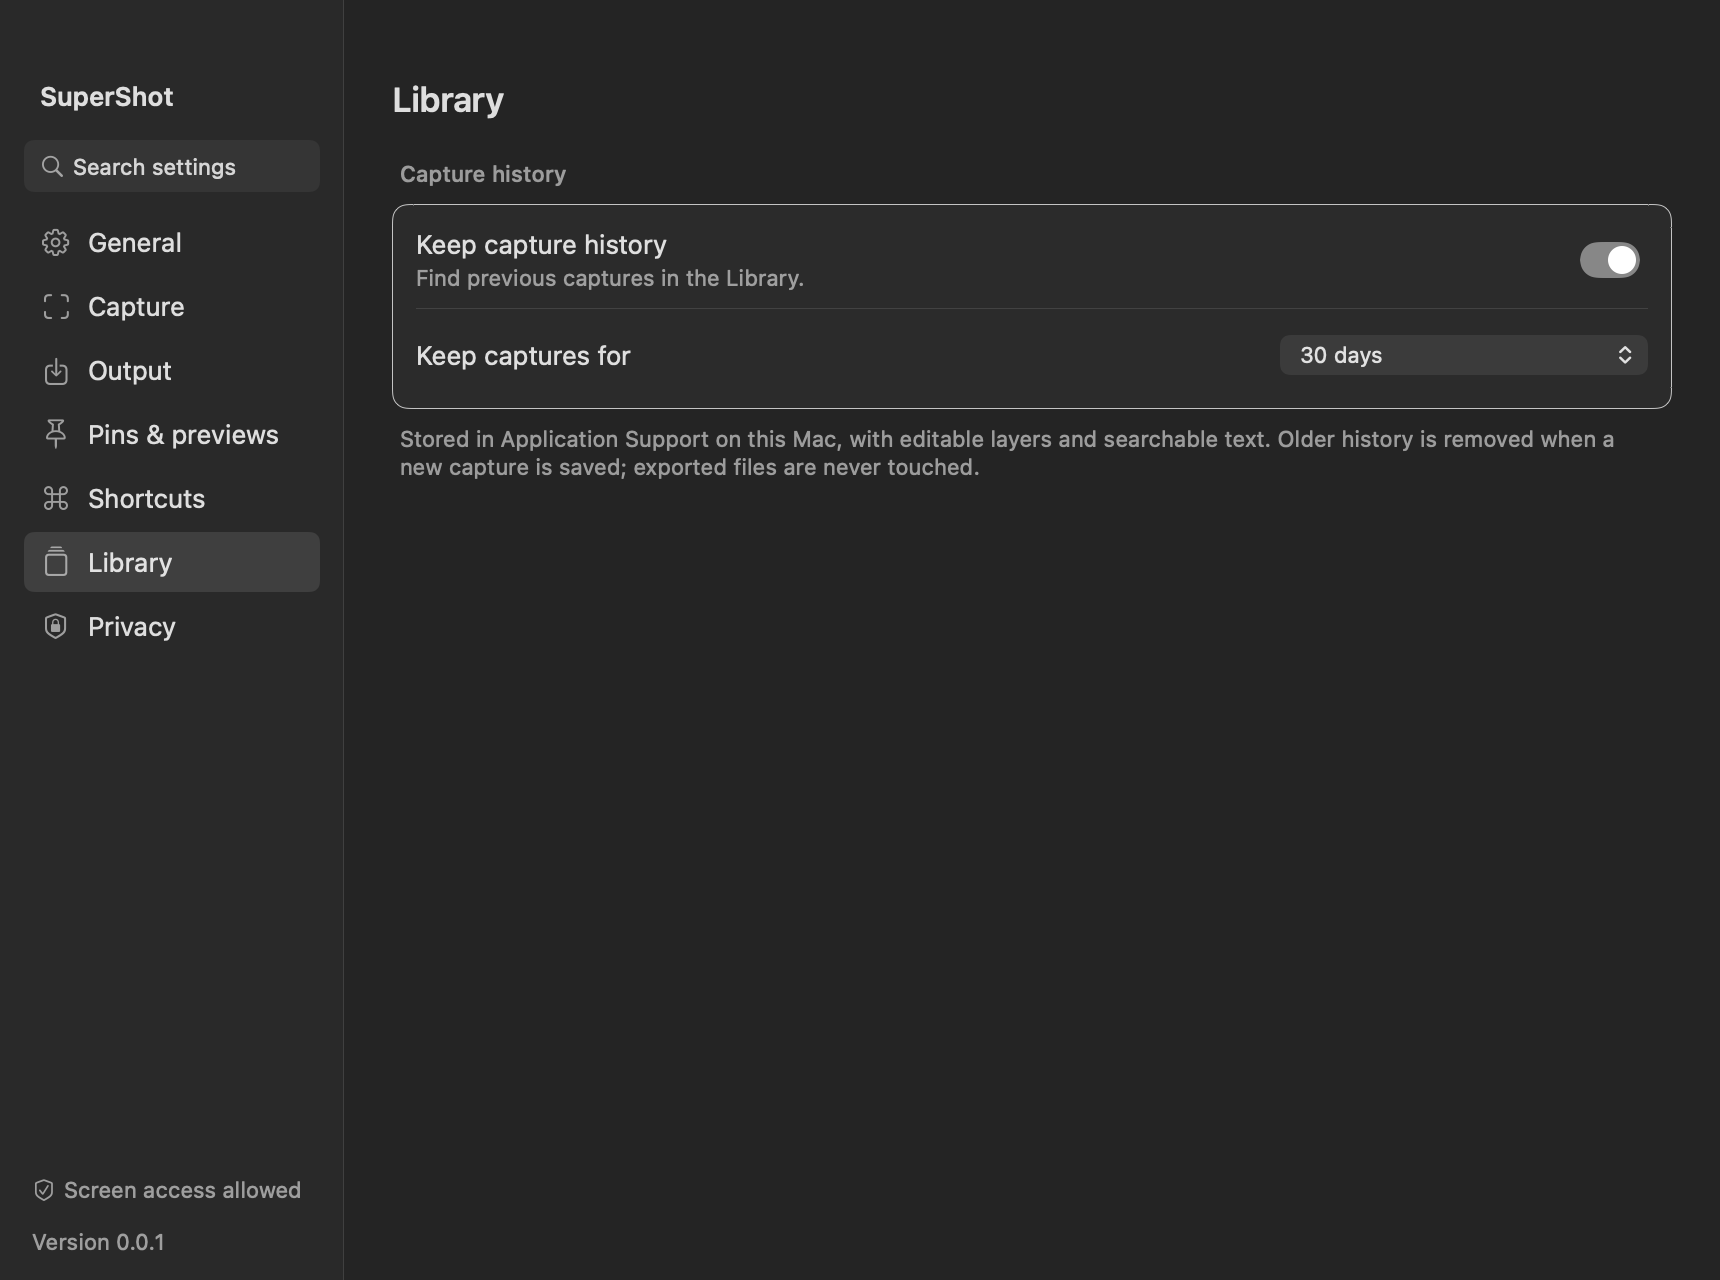 SuperShot
Search settings
General
Capture
Output
Pins & previews
Shortcuts
Library
Privacy
Screen access allowed
Version 0.0.1
Library
Capture history
Keep capture history
Find previous captures in the Library.
Keep captures for
30 days
Stored in Application Support on this Mac, with editable layers and searchable text. Older history is removed when a
new capture is saved; exported files are never touched.